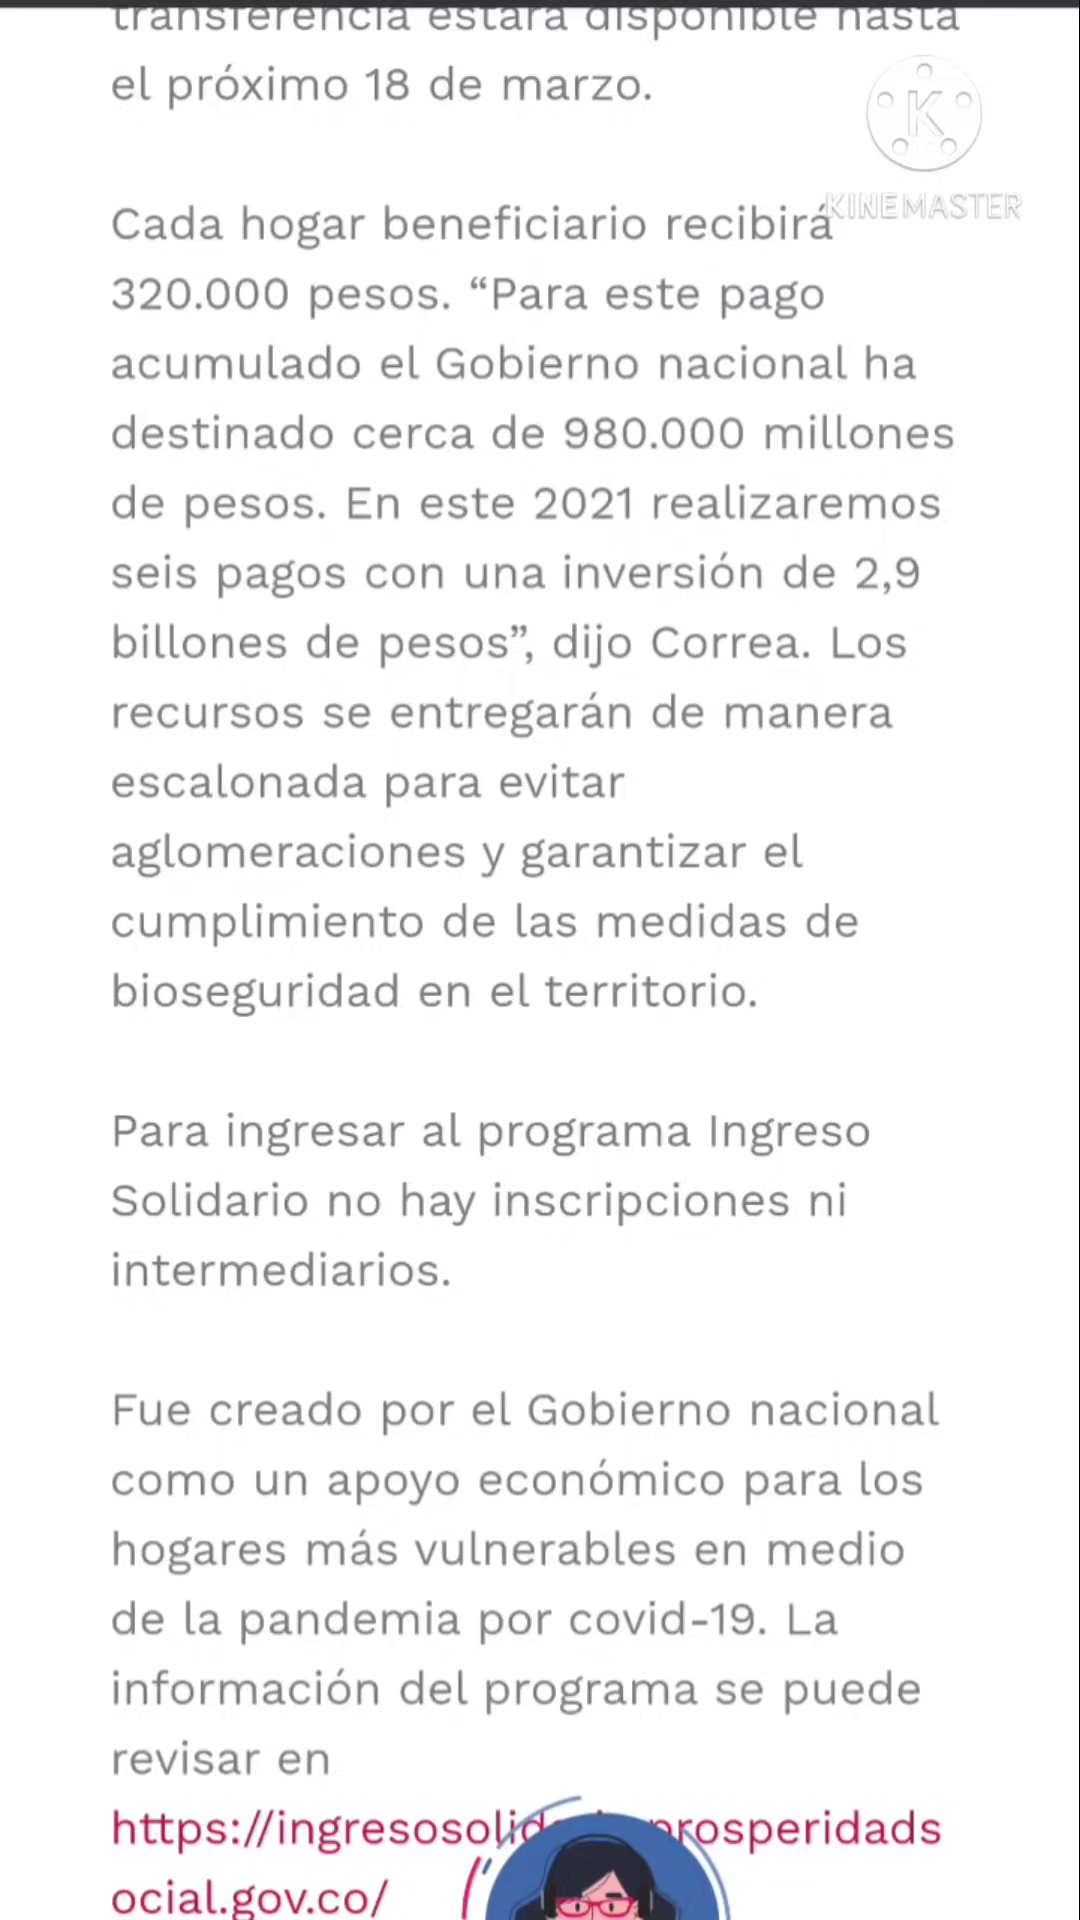 transferencia estará disponible hasta
el próximo 18 de marzo.
K
KINEMASTER
Cada hogar beneficiario recibirá
320.000 pesos. “Para este pago
acumulado el Gobierno nacional ha
destinado cerca de 980.000 millones
de pesos. En este 2021 realizaremos
seis pagos con una inversión de 2,9
billones de pesos”, dijo Correa. Los
recursos se entregarán de manera
escalonada para evitar
aglomeraciones y garantizar el
cumplimiento de las medidas de
bioseguridad en el territorio.
Para ingresar al programa Ingreso
Solidario no hay inscripciones ni
intermediarios.
Fue creado por el Gobierno nacional
como un apoyo económico para los
hogares más vulnerables en medio
de la pandemia por covid-19. La
información del programa se puede
revisar en
ocial.gov.co/